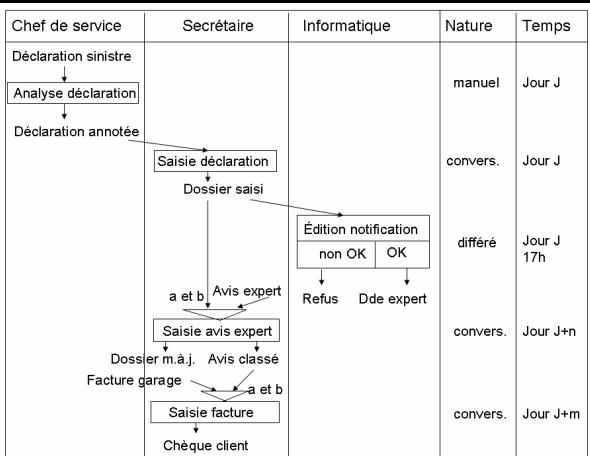 Chef de service Secrétaire Informatique Nature Temps
Déclaration sinistre
Analyse déclaration manuel Jour J
Déclaration annotée
Saisie déclaration convers. Jour J
Dossier saisi
Édition notification
non OK OK différé Jour J
17h
a et b Avis expert Refus Dde expert
Saisie avis expert convers. Jour J+n
Dossier m.à.j. Avis classé
Facture garage a et b
Saisie facture convers. Jour J+m
Chèque client